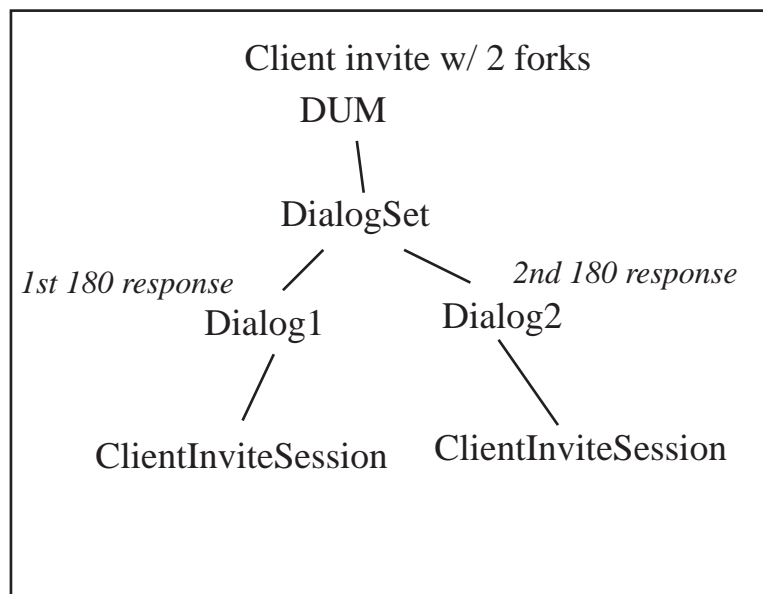 Client invite w/ 2 forks
DUM
DialogSet
1st 180 response
2nd 180 response
Dialog1
Dialog2
ClientInviteSession
ClientInviteSession